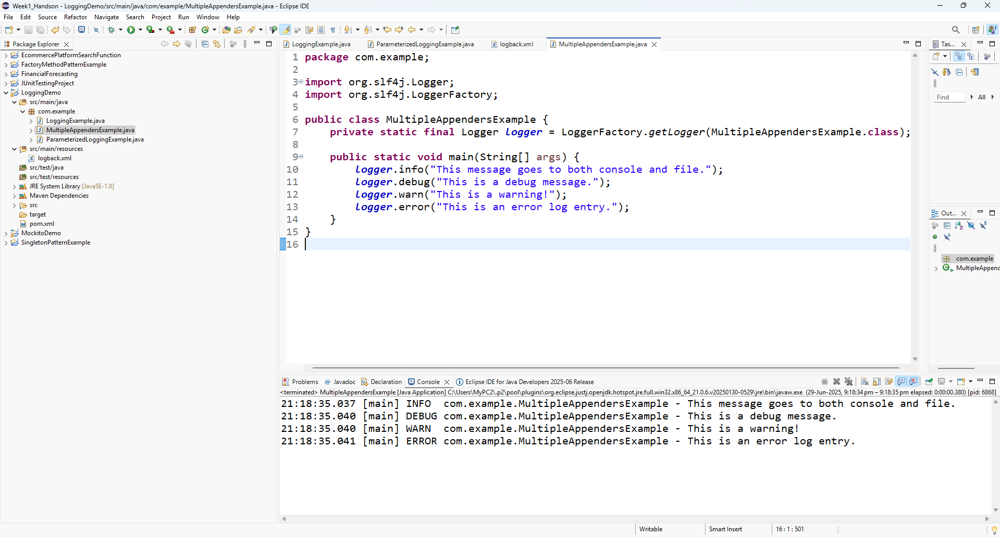 Week1_Handson - LoggingDemo/src/main/java/com/example/MultipleAppendersExample.java - Eclipse IDE
File Edit Source Refactor Navigate Search Project Run Window Help
Package Explorer
EcommercePlatformSearchFunction
FactoryMethodPatternExample
FinancialForecasting
JUnitTestingProject
LoggingDemo
src/main/java
com.example
LoggingExample.java
MultipleAppendersExample.java
ParameterizedLoggingExample.java
src/main/resources
logback.xml
src/test/java
src/test/resources
JRE System Library [JavaSE-1.8]
Maven Dependencies
src
target
pom.xml
MockitoDemo
SingletonPatternExample
LoggingExample.java ParameterizedLoggingExample.java logback.xml MultipleAppendersExample.java
1 package com.example;
2
3 import org.slf4j.Logger;
4 import org.slf4j.LoggerFactory;
5
6 public class MultipleAppendersExample {
7     private static final Logger logger = LoggerFactory.getLogger(MultipleAppendersExample.class);
8
9     public static void main(String[] args) {
10         logger.info("This message goes to both console and file.");
11         logger.debug("This is a debug message.");
12         logger.warn("This is a warning!");
13         logger.error("This is an error log entry.");
14     }
15 }
16
Tas...
Find All
Out...
com.example
MultipleAppend
Problems @ Javadoc Declaration Console Eclipse IDE for Java Developers 2025-06 Release
<terminated> MultipleAppendersExample [Java Application] C:\Users\MyPC2\.p2\pool\plugins\org.eclipse.justj.openjdk.hotspot.jre.full.win32.x86_64_21.0.6.v20250130-0529\jre\bin\javaw.exe (29-Jun-2025, 9:18:34 pm – 9:18:35 pm elapsed: 0:00:00.380) [pid: 6868]
21:18:35.037 [main] INFO  com.example.MultipleAppendersExample - This message goes to both console and file.
21:18:35.040 [main] DEBUG com.example.MultipleAppendersExample - This is a debug message.
21:18:35.040 [main] WARN  com.example.MultipleAppendersExample - This is a warning!
21:18:35.041 [main] ERROR com.example.MultipleAppendersExample - This is an error log entry.
Writable Smart Insert 16 : 1 : 501